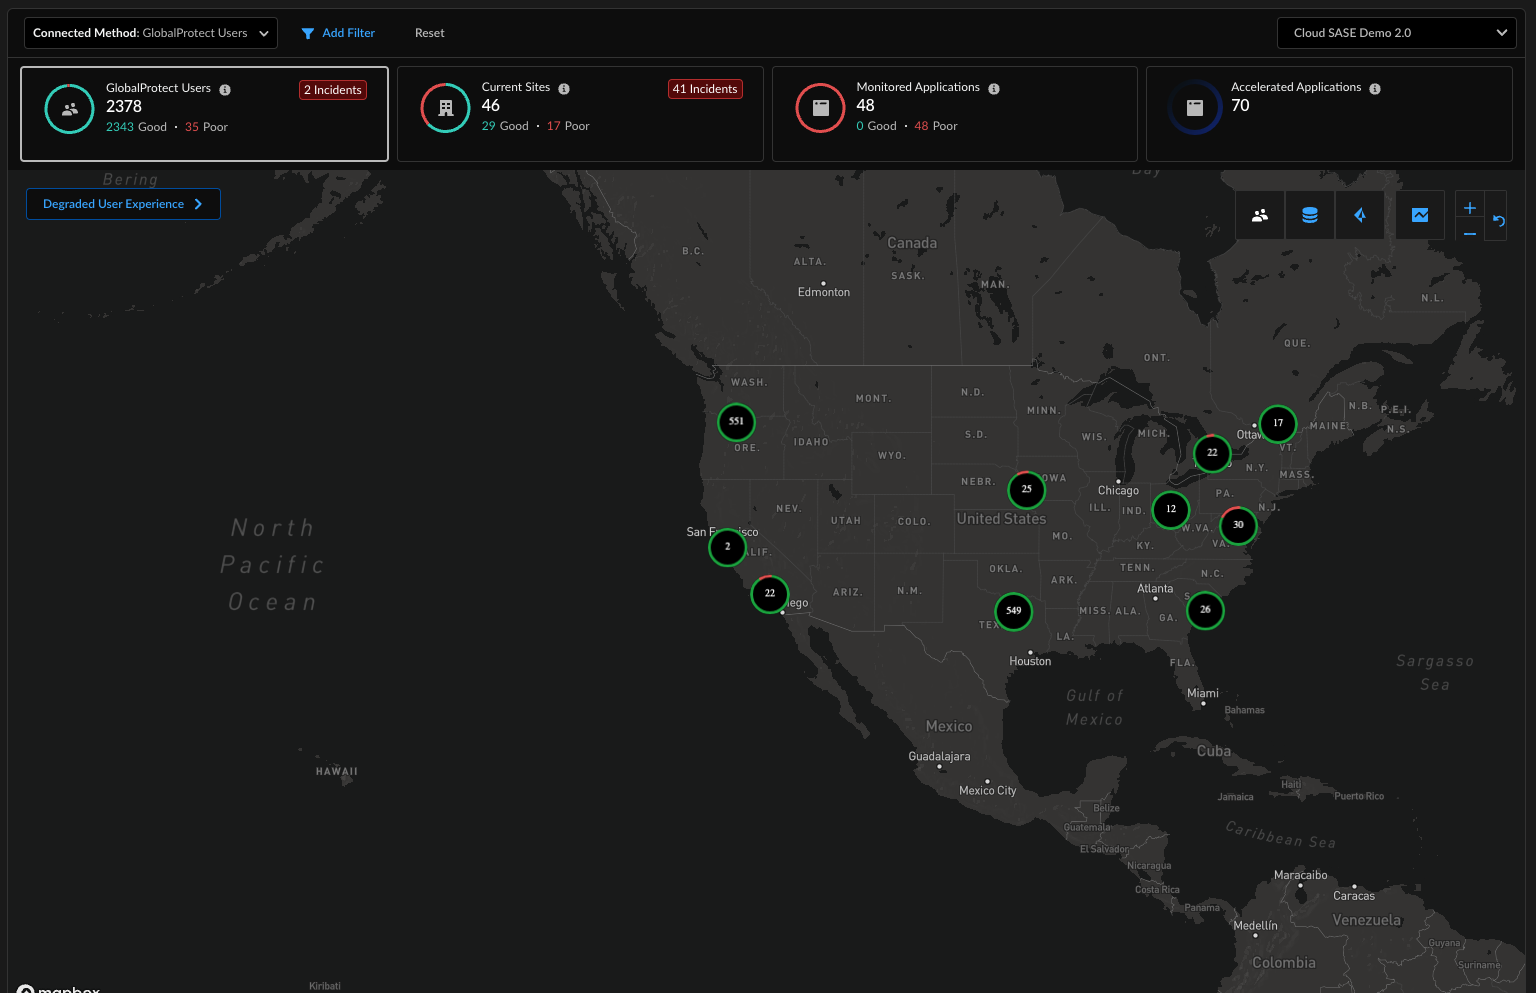 Connected Method: GlobalProtect Users
Add Filter
Reset
Cloud SASE Demo 2.0
GlobalProtect Users
2 Incidents
2378
2343 Good · 35 Poor
Current Sites
41 Incidents
46
29 Good · 17 Poor
Monitored Applications
48
0 Good · 48 Poor
Accelerated Applications
70
Bering
Bay
Degraded User Experience
Canada
B.C.
ALTA.
SASK.
MAN.
Edmonton
N.L.
QUE.
ONT.
WASH.
MONT.
N.D.
MINN.
N.B.
P.E.I.
N.S.
551
ORE.
IDAHO
WYO.
S.D.
WIS.
MICH.
Ottaw
17
MAINE
VT.
22
N.Y.
MASS.
NEBR.
25
OWA
Chicago
PA.
N.J.
NEV.
UTAH
COLO.
United States
ILL.
IND.
12
W.VA.
30
VA.
San F
isco
2
ALIF.
MO.
KY.
OKLA.
TENN.
N.C.
ARK.
22
iego
ARIZ.
N.M.
549
TEX
MISS.
ALA.
Atlanta
GA.
S
26
LA.
Houston
FLA.
North
Pacific
Ocean
Sargasso
Sea
Gulf of
Mexico
Miami
Bahamas
Mexico
Cuba
Guadalajara
Mexico City
HAWAII
Haiti
Jamaica
Puerto Rico
Belize
Guatemala
El Salvador
Nicaragua
Costa Rica
Panama
Caribbean Sea
Maracaibo
Caracas
Venezuela
Medellín
Colombia
Guyana
Suriname
Kiribati
mapbox